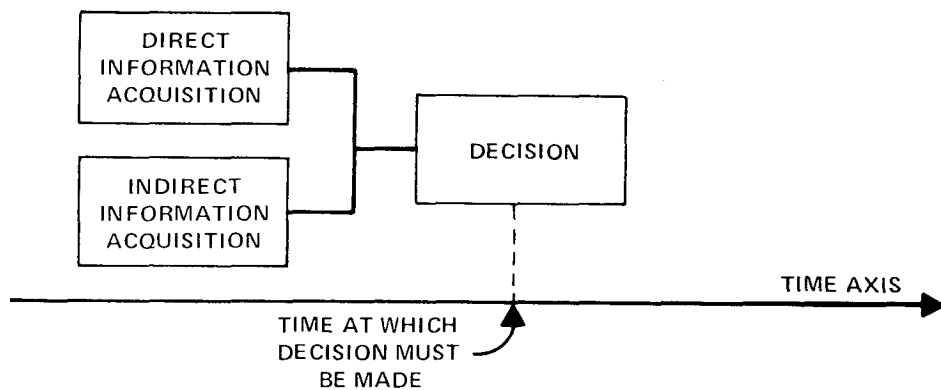 DIRECT
INFORMATION
ACQUISITION
DECISION
INDIRECT
INFORMATION
ACQUISITION
TIME AXIS
TIME AT WHICH
DECISION MUST
BE MADE